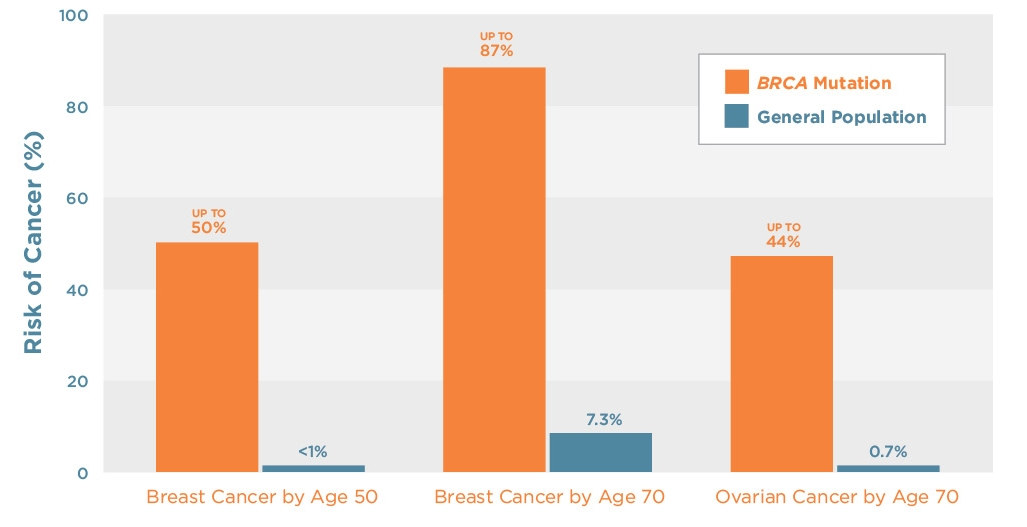 Risk of Cancer (%)
100
80
60
40
20
0
UP TO
50%
<1%
UP TO
87%
7.3%
UP TO
44%
0.7%
BRCA Mutation
General Population
Breast Cancer by Age 50
Breast Cancer by Age 70
Ovarian Cancer by Age 70